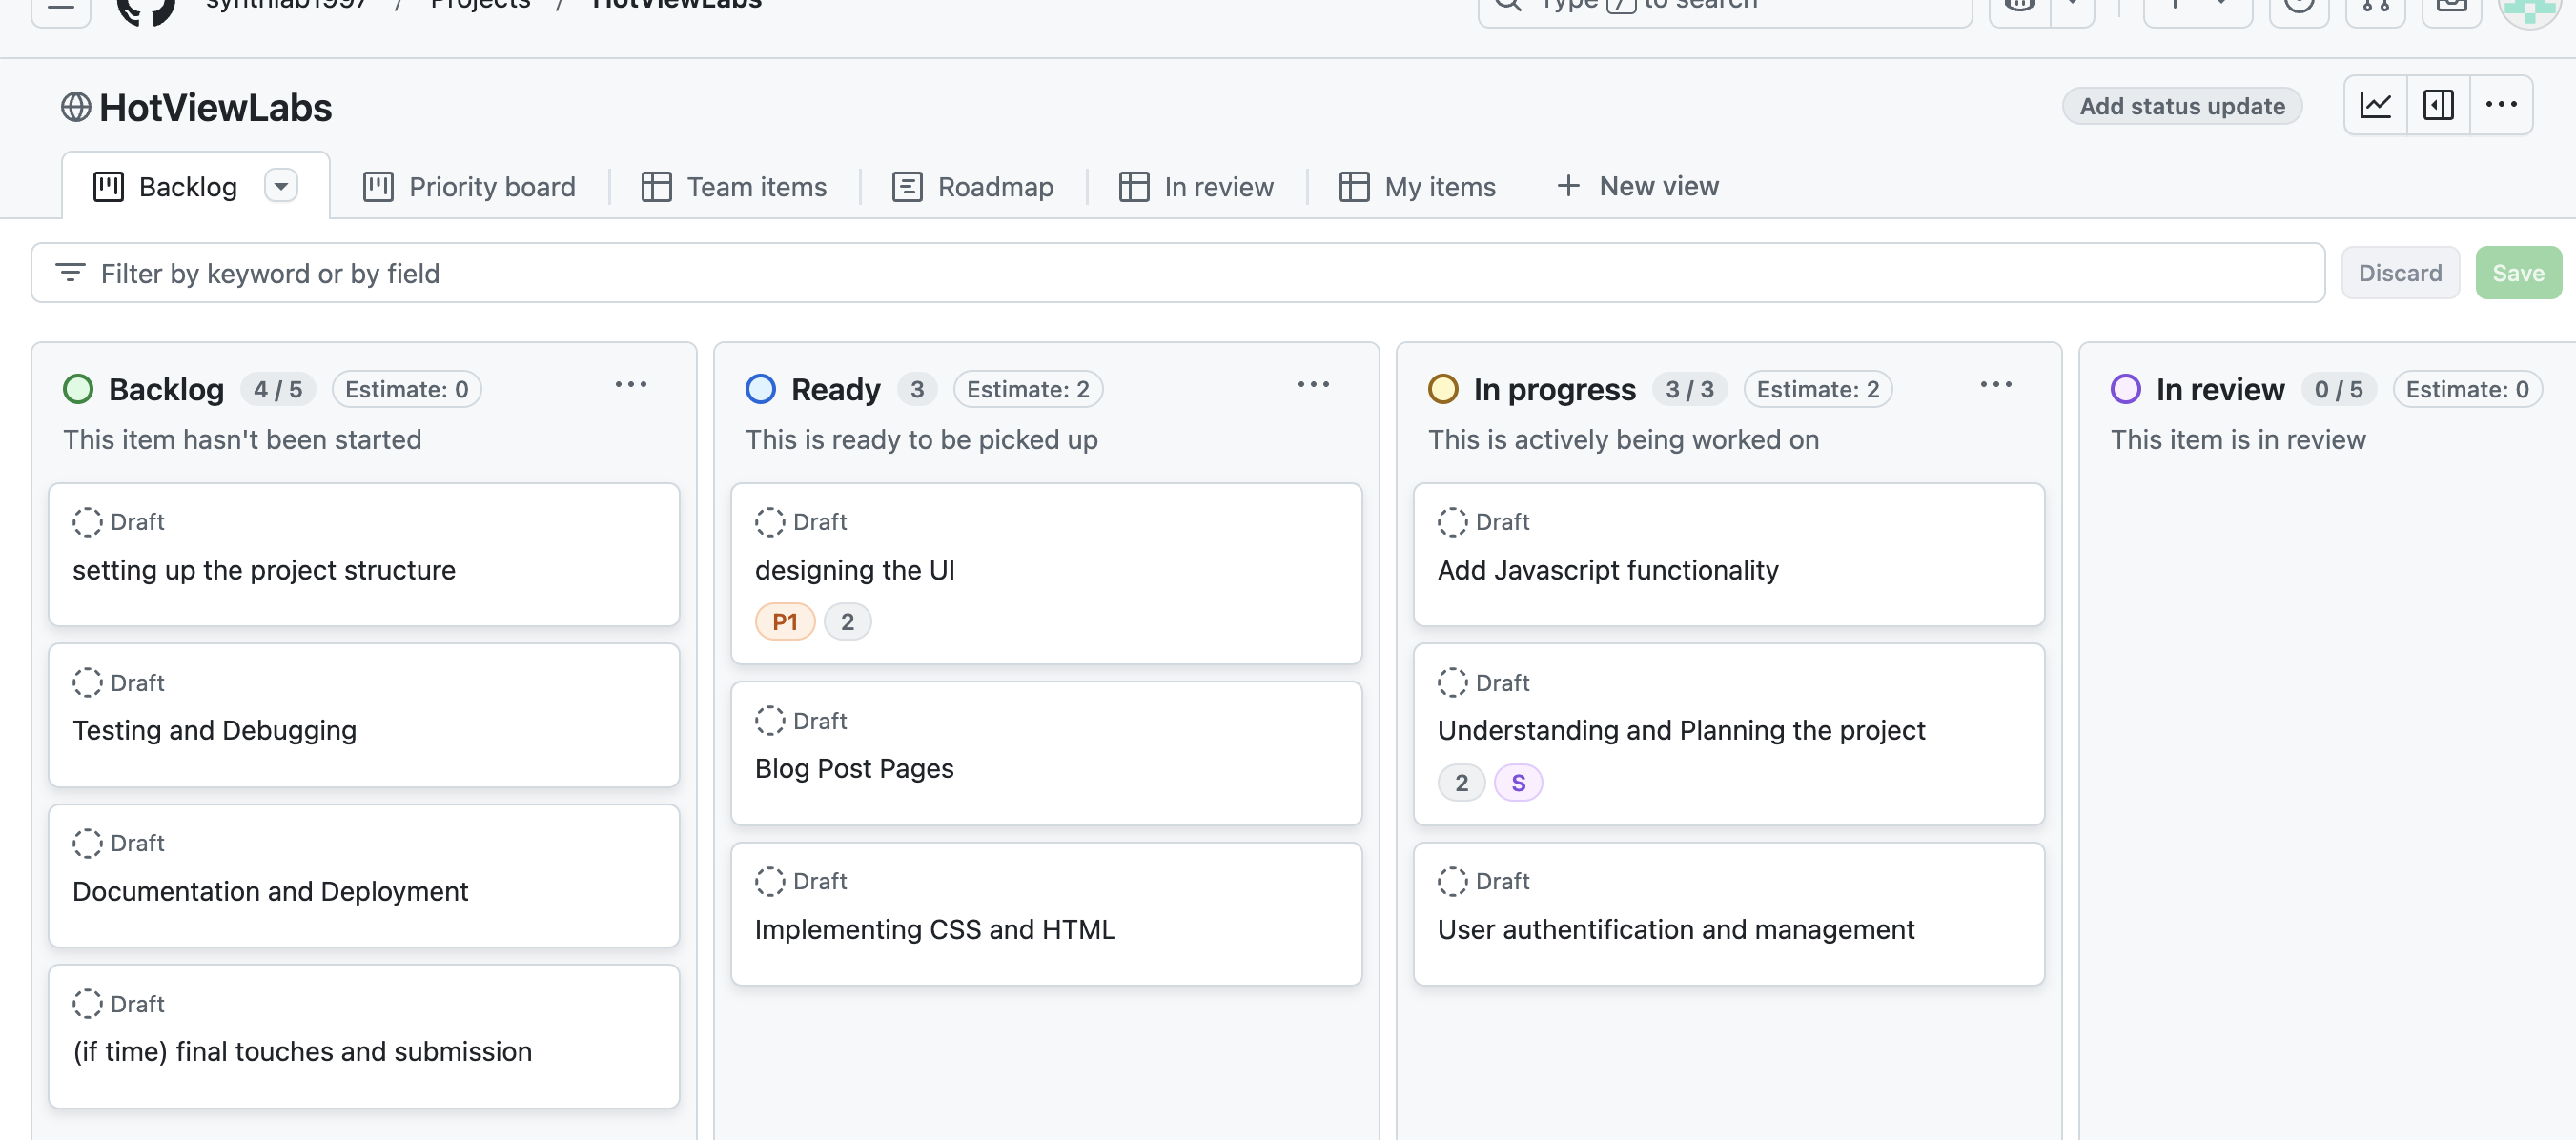 synthlab1997 / Projects / HotViewLabs
Type / to search
HotViewLabs
Add status update
Backlog
Priority board
Team items
Roadmap
In review
My items
New view
Filter by keyword or by field
Discard
Save
Backlog 4 / 5 Estimate: 0
This item hasn't been started
Draft
setting up the project structure
Draft
Testing and Debugging
Draft
Documentation and Deployment
Draft
(if time) final touches and submission
Ready 3 Estimate: 2
This is ready to be picked up
Draft
designing the UI
P1 2
Draft
Blog Post Pages
Draft
Implementing CSS and HTML
In progress 3 / 3 Estimate: 2
This is actively being worked on
Draft
Add Javascript functionality
Draft
Understanding and Planning the project
2 S
Draft
User authentification and management
In review 0 / 5 Estimate: 0
This item is in review